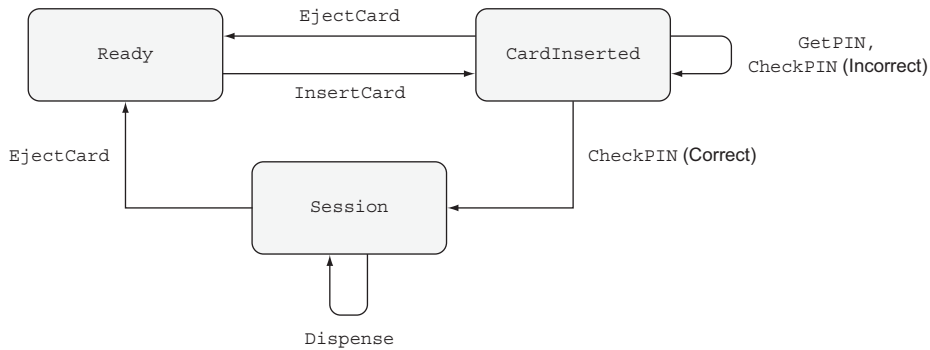 EjectCard
Ready
CardInserted
GetPIN,
CheckPIN (Incorrect)
InsertCard
EjectCard
CheckPIN (Correct)
Session
Dispense